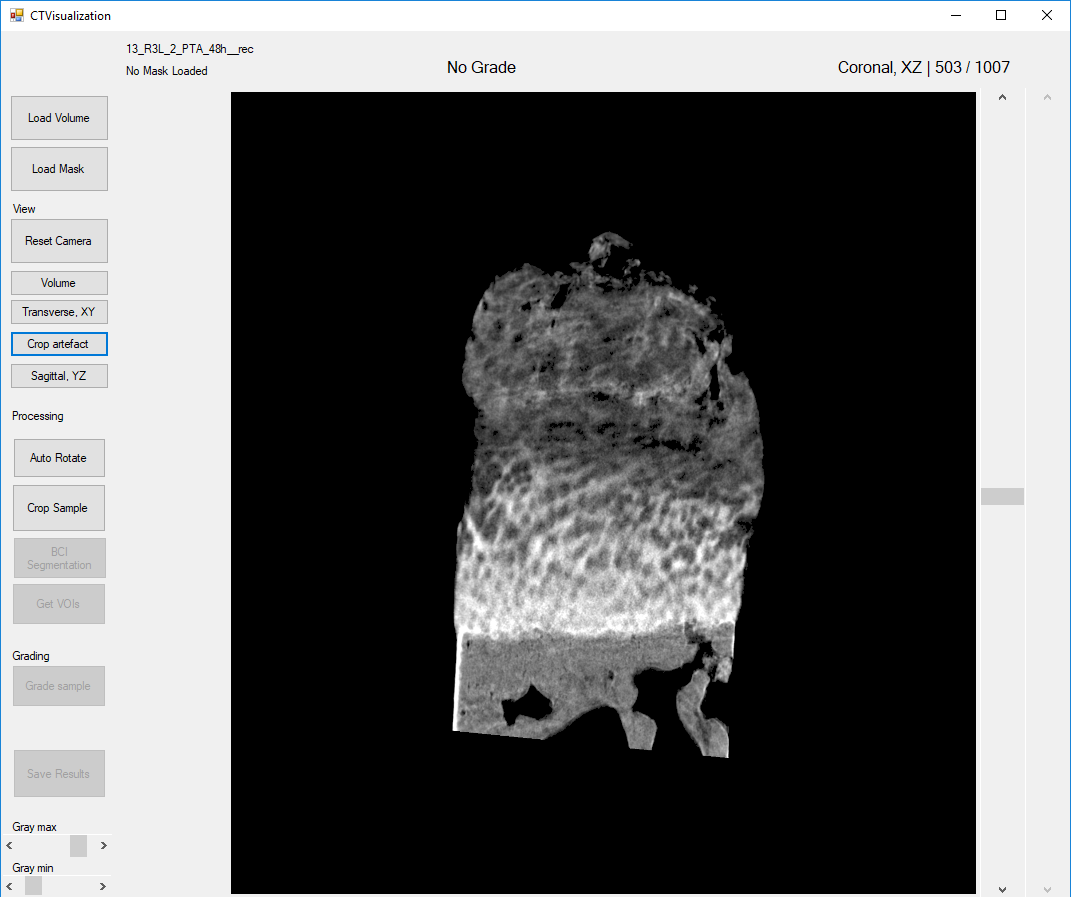 CTVisualization
13_R3L_2_PTA_48h__rec
No Mask Loaded
No Grade
Coronal, XZ | 503 / 1007
Load Volume
Load Mask
View
Reset Camera
Volume
Transverse, XY
Crop artefact
Sagittal, YZ
Processing
Auto Rotate
Crop Sample
BCI
Segmentation
Get VOIs
Grading
Grade sample
Save Results
Gray max
Gray min